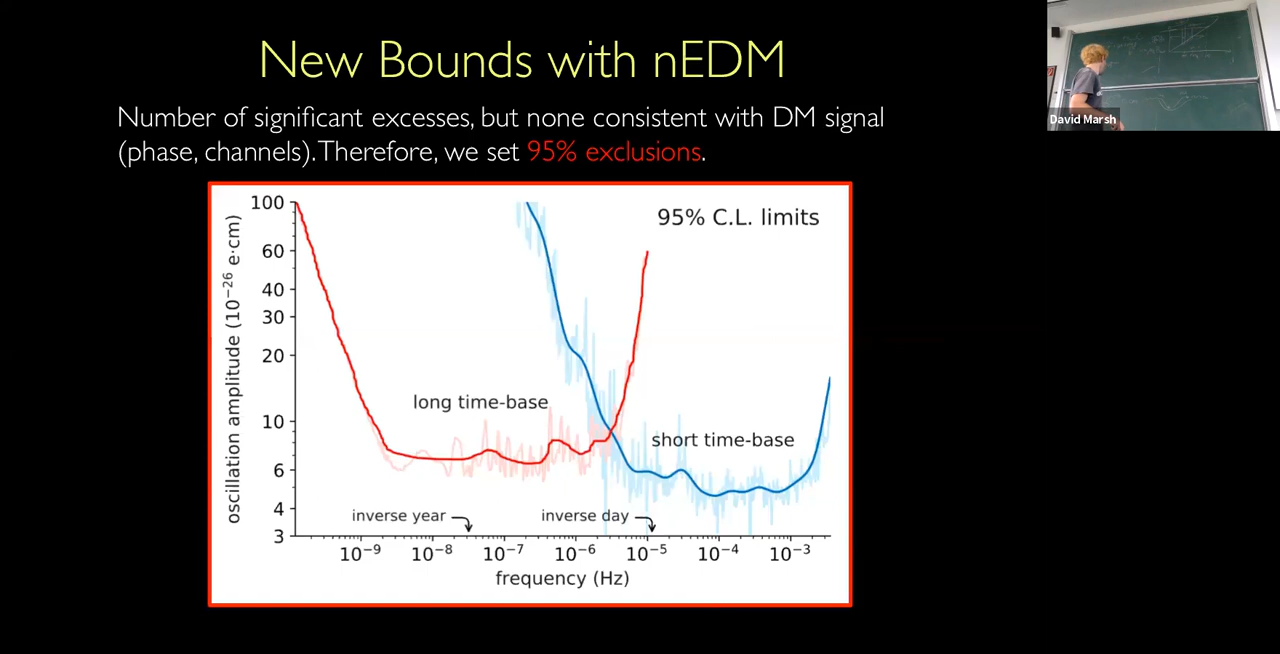 New Bounds with nEDM
Number of significant excesses, but none consistent with DM signal
(phase, channels). Therefore, we set 95% exclusions.
David Marsh
95% C.L. limits
oscillation amplitude (10⁻²⁶ e·cm)
100
60
40
30
20
10
6
4
3
long time-base
short time-base
inverse year
inverse day
10⁻⁹ 10⁻⁸ 10⁻⁷ 10⁻⁶ 10⁻⁵ 10⁻⁴ 10⁻³
frequency (Hz)